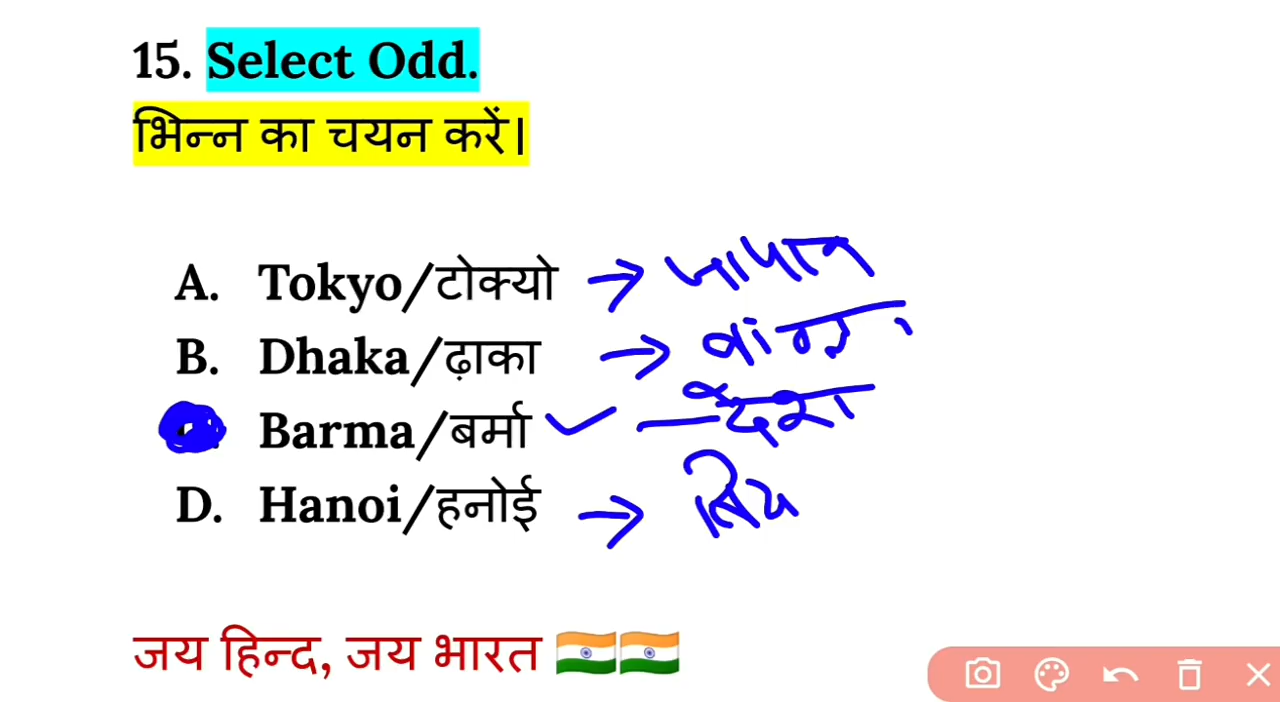 15. Select Odd.
भिन्न का चयन करें।
A. Tokyo/टोक्यो → जापान
B. Dhaka/ढ़ाका → बांग्ला
Barma/बर्मा ✓ — देश
D. Hanoi/हनोई →
जय हिन्द, जय भारत 🇮🇳🇮🇳